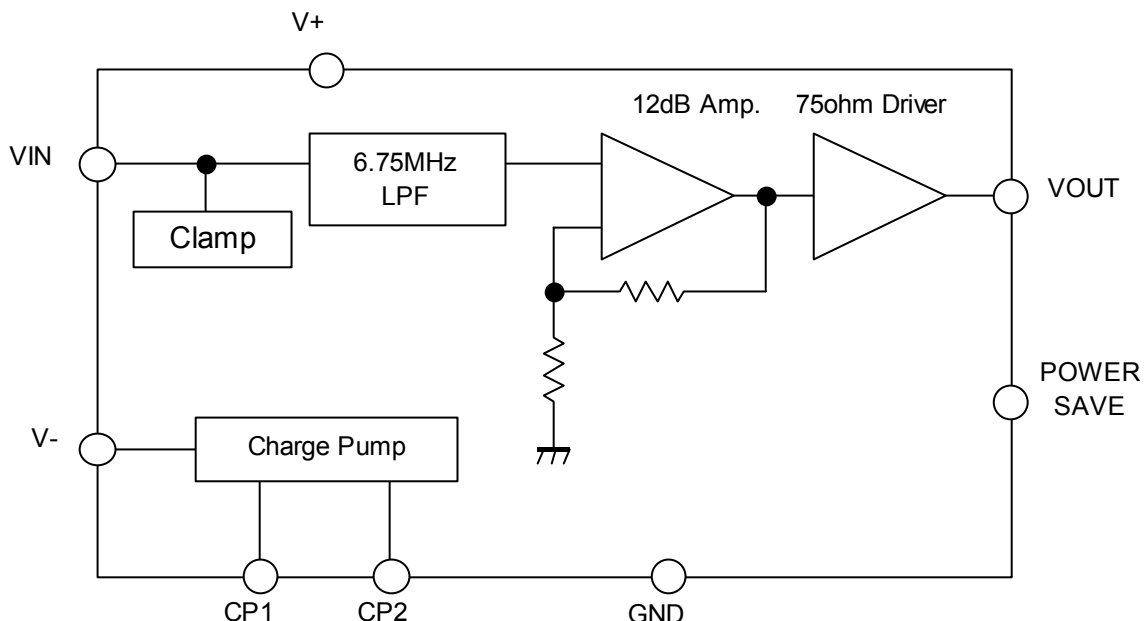 V+
12dB Amp.
75ohm Driver
VIN
6.75MHz
LPF
VOUT
Clamp
POWER
SAVE
V-
Charge Pump
CP1
CP2
GND